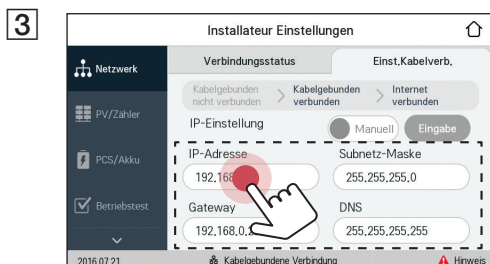 3
Installateur Einstellungen
Netzwerk
PV/Zähler
PCS/Akku
Betriebstest
Verbindungsstatus
Einst.Kabelverb.
Kabelgebunden nicht verbunden
>
Kabelgebunden verbunden
>
Internet verbunden
IP-Einstellung
Manuell
Eingabe
IP-Adresse
Subnetz-Maske
192.168
255.255.255.0
Gateway
DNS
192.168.0.
255.255.255.255
2016.07.21
Kabelgebundene Verbindung
Hinweis